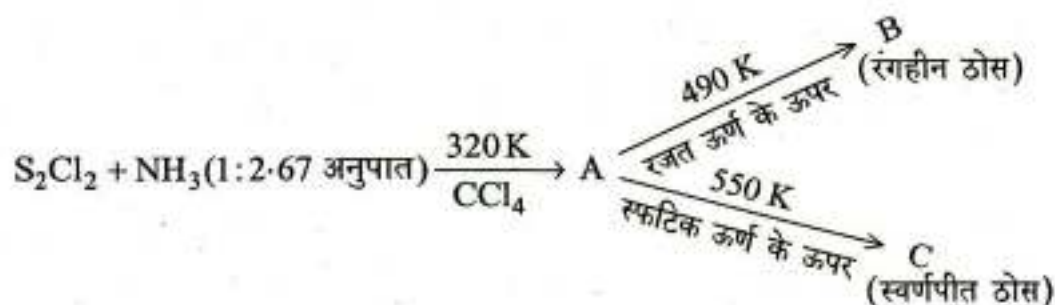 S₂Cl₂ + NH₃(1:2·67 अनुपात) 320 K CCl₄ → A
490 K
रजत ऊर्ण के ऊपर
B
(रंगहीन ठोस)
550 K
स्फटिक ऊर्ण के ऊपर
C
(स्वर्णपीत ठोस)